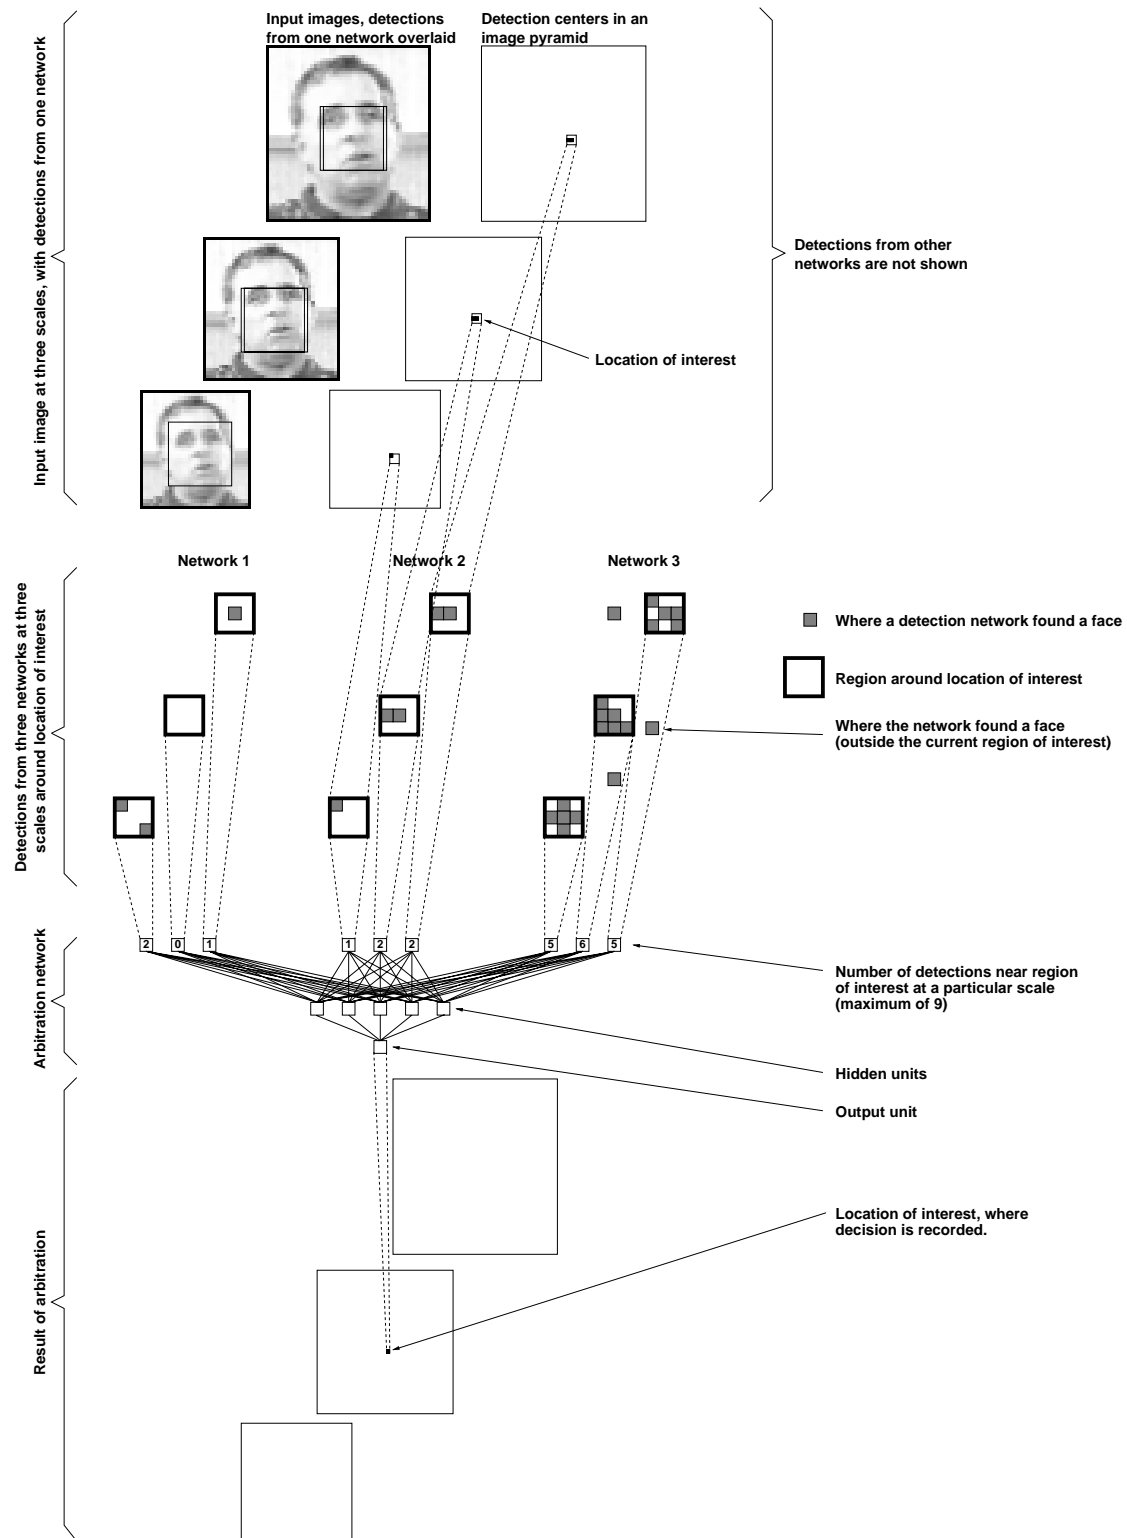 Input images, detections
from one network overlaid
Detection centers in an
image pyramid
Input image at three scales, with detections from one network
Detections from other
networks are not shown
Location of interest
Network 1
Network 2
Network 3
Detections from three networks at three
scales around location of interest
Where a detection network found a face
Region around location of interest
Where the network found a face
(outside the current region of interest)
2 0 1 1 2 2 5 6 5
Arbitration network
Number of detections near region
of interest at a particular scale
(maximum of 9)
Hidden units
Output unit
Result of arbitration
Location of interest, where
decision is recorded.